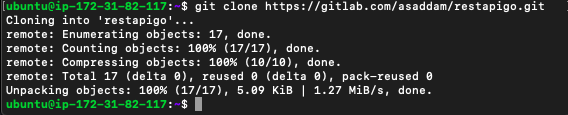 ubuntu@ip-172-31-82-117:~$ git clone https://gitlab.com/asaddam/restapigo.git
Cloning into 'restapigo'...
remote: Enumerating objects: 17, done.
remote: Counting objects: 100% (17/17), done.
remote: Compressing objects: 100% (10/10), done.
remote: Total 17 (delta 0), reused 0 (delta 0), pack-reused 0
Unpacking objects: 100% (17/17), 5.09 KiB | 1.27 MiB/s, done.
ubuntu@ip-172-31-82-117:~$